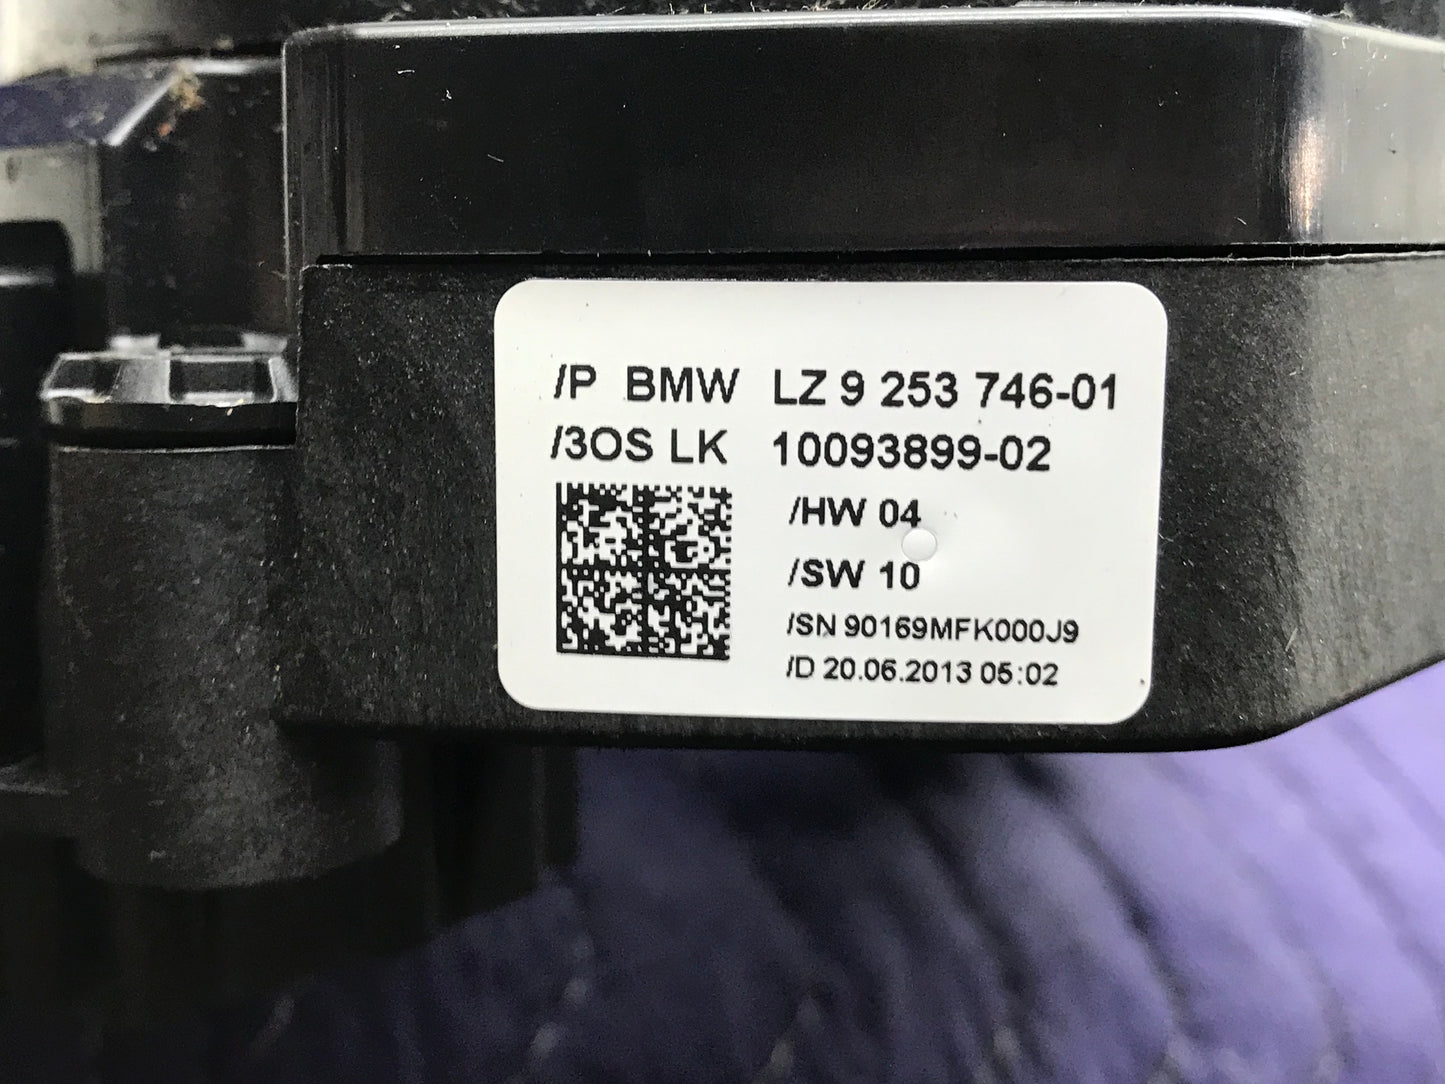 /P BMW LZ 9 253 746-01
/3OS LK 10093899-02
/HW 04
/SW 10
/SN 90169MFK000J9
/D 20.06.2013 05:02